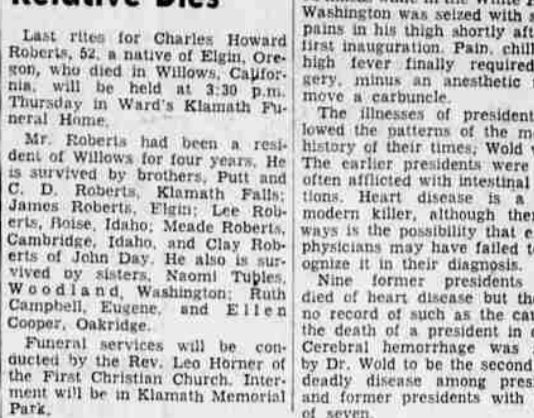 Relative Dies
Last rites for Charles Howard
Roberts, 52, a native of Elgin, Ore-
gon, who died in Willows, Califor-
nia, will be held at 3:30 p.m.
Thursday in Ward's Klamath Fu-
neral Home.
Mr. Roberts had been a resi-
dent of Willows for four years. He
is survived by brothers, Putt and
C. D. Roberts, Klamath Falls;
James Roberts, Elgin; Lee Rob-
erts, Boise, Idaho; Meade Roberts,
Cambridge, Idaho, and Clay Rob-
erts of John Day. He also is sur-
vived by sisters, Naomi Tubles,
Woodland, Washington; Ruth
Campbell, Eugene, and Ellen
Cooper, Oakridge.
Funeral services will be con-
ducted by the Rev. Leo Horner of
the First Christian Church. Inter-
ment will be in Klamath Memorial
Park.
Washington was seized with
pains in his thigh shortly
first inauguration. Pain,
high fever finally required
gery, minus an anesthetic
move a carbuncle.
The illnesses of
lowed the patterns of the
history of their times, Wold
The earlier presidents were
often afflicted with intestinal
tions. Heart disease is a
modern killer, although
ways is the possibility that
physicians may have failed
ognize it in their diagnosis.
Nine former presidents
died of heart disease but
no record of such as the
the death of a president in
Cerebral hemorrhage was
by Dr. Wold to be the second
deadly disease among
and former presidents with
of seven.